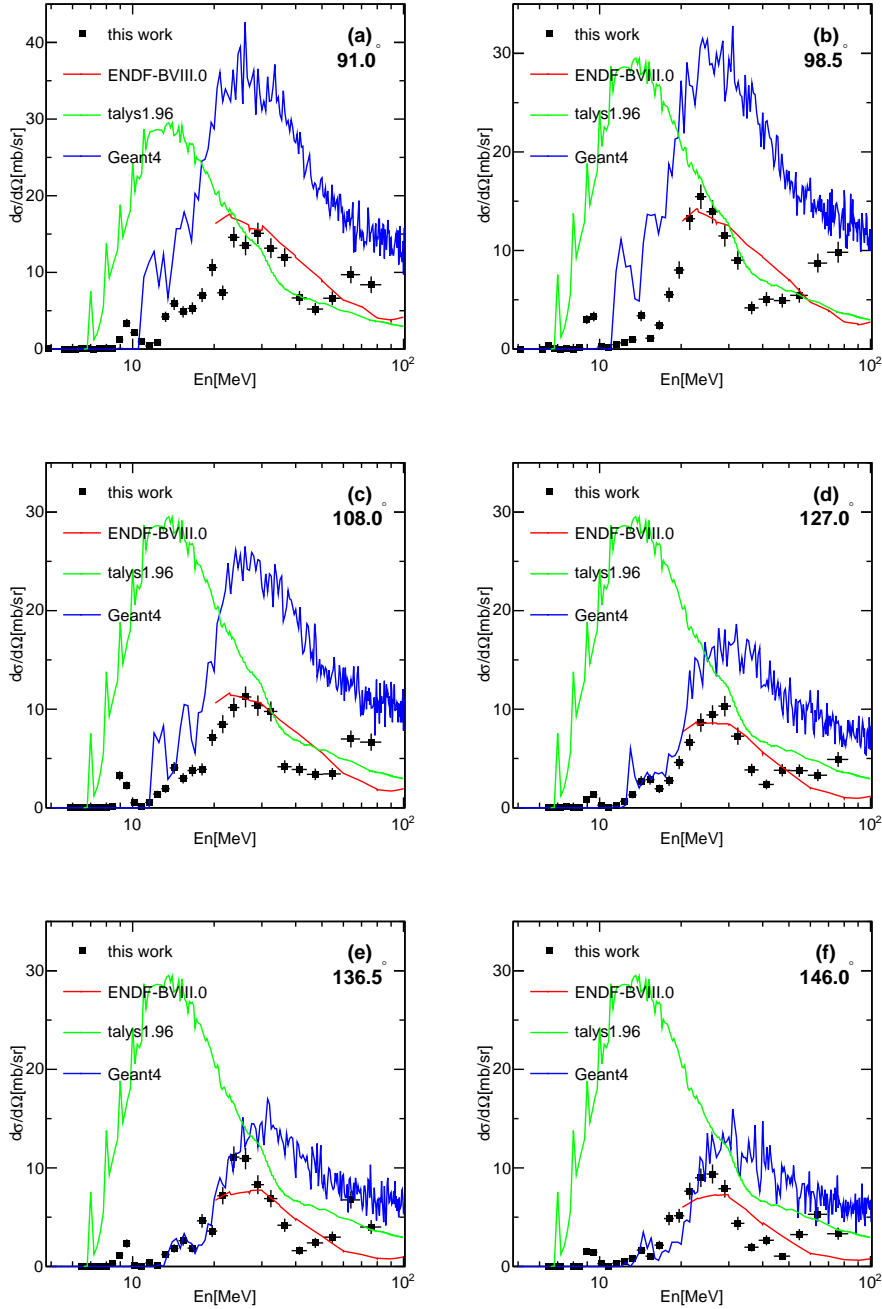 this work
ENDF-BVIII.0
talys1.96
Geant4
(a)
91.0°
40
30
20
10
0
dσ/dΩ[mb/sr]
10
10²
En[MeV]
this work
ENDF-BVIII.0
talys1.96
Geant4
(b)
98.5°
30
20
10
0
dσ/dΩ[mb/sr]
10
10²
En[MeV]
this work
ENDF-BVIII.0
talys1.96
Geant4
(c)
108.0°
30
20
10
0
dσ/dΩ[mb/sr]
10
10²
En[MeV]
this work
ENDF-BVIII.0
talys1.96
Geant4
(d)
127.0°
30
20
10
0
dσ/dΩ[mb/sr]
10
10²
En[MeV]
this work
ENDF-BVIII.0
talys1.96
Geant4
(e)
136.5°
30
20
10
0
dσ/dΩ[mb/sr]
10
10²
En[MeV]
this work
ENDF-BVIII.0
talys1.96
Geant4
(f)
146.0°
30
20
10
0
dσ/dΩ[mb/sr]
10
10²
En[MeV]